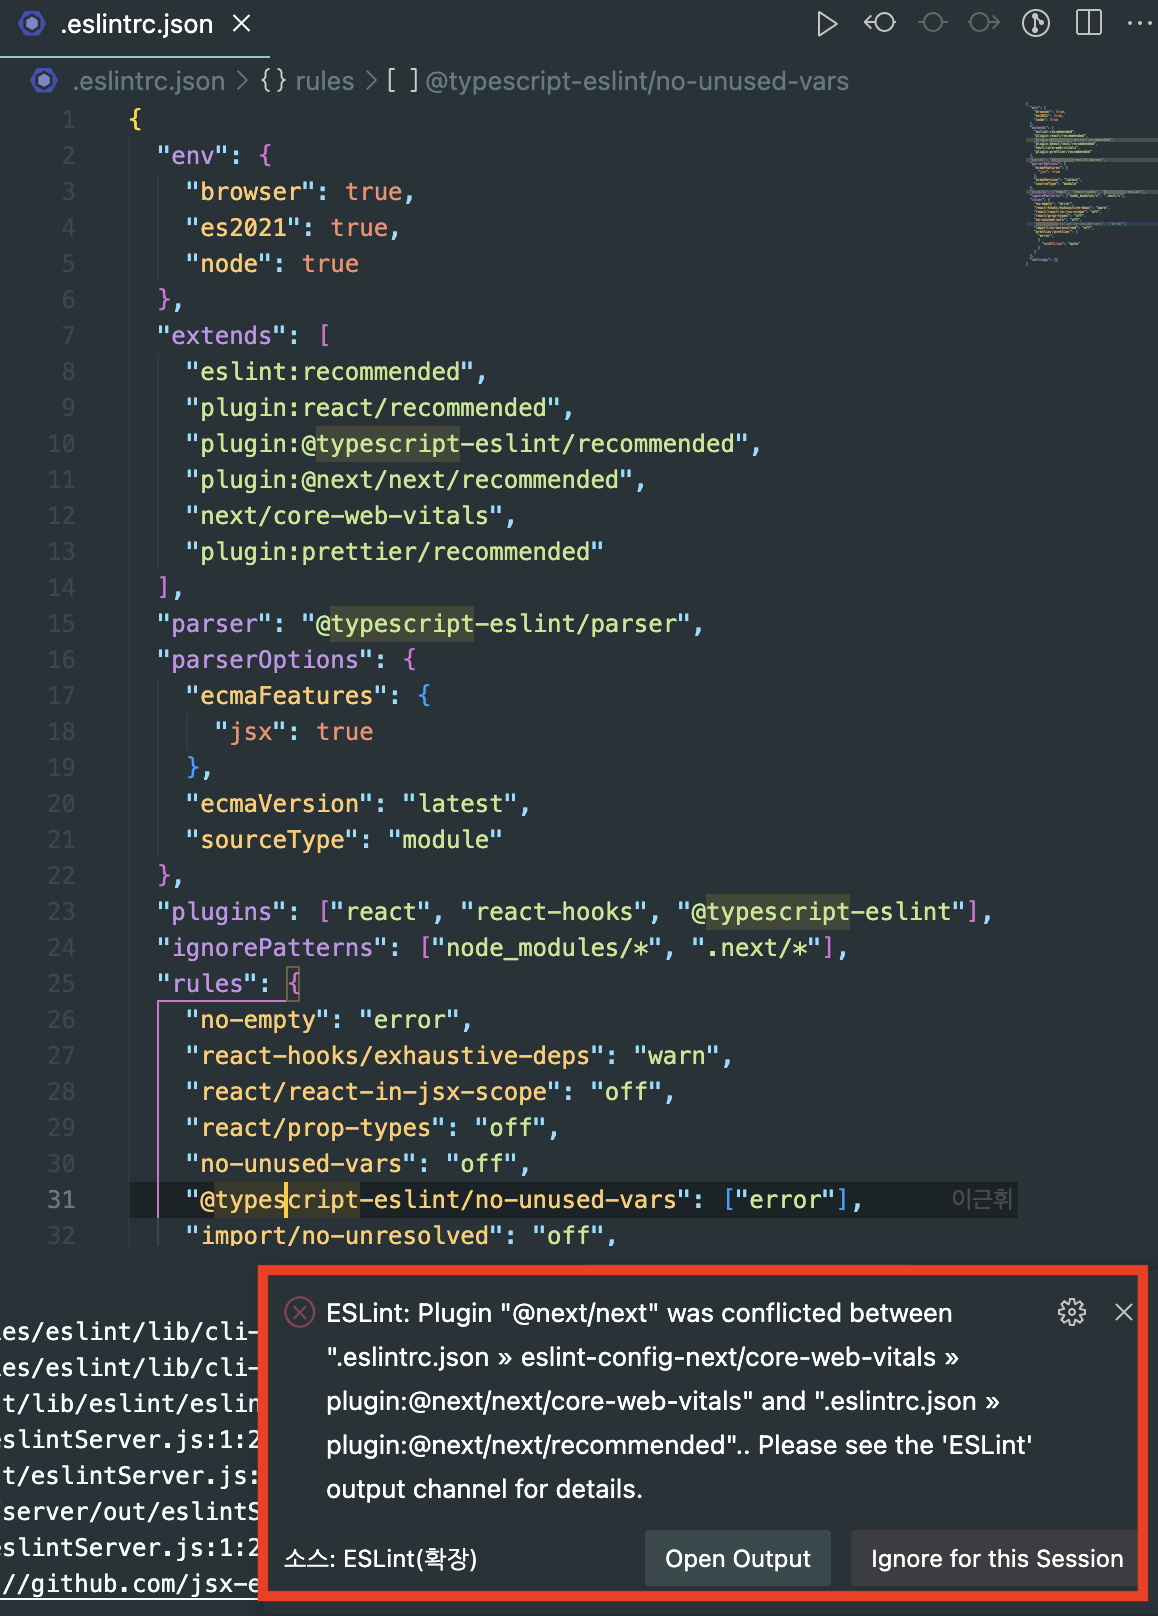 .eslintrc.json
.eslintrc.json > {} rules > [ ] @typescript-eslint/no-unused-vars
1 {
2 "env": {
3 "browser": true,
4 "es2021": true,
5 "node": true
6 },
7 "extends": [
8 "eslint:recommended",
9 "plugin:react/recommended",
10 "plugin:@typescript-eslint/recommended",
11 "plugin:@next/next/recommended",
12 "next/core-web-vitals",
13 "plugin:prettier/recommended"
14 ],
15 "parser": "@typescript-eslint/parser",
16 "parserOptions": {
17 "ecmaFeatures": {
18 "jsx": true
19 },
20 "ecmaVersion": "latest",
21 "sourceType": "module"
22 },
23 "plugins": ["react", "react-hooks", "@typescript-eslint"],
24 "ignorePatterns": ["node_modules/*", ".next/*"],
25 "rules": {
26 "no-empty": "error",
27 "react-hooks/exhaustive-deps": "warn",
28 "react/react-in-jsx-scope": "off",
29 "react/prop-types": "off",
30 "no-unused-vars": "off",
31 "@typescript-eslint/no-unused-vars": ["error"], 이근휘
32 "import/no-unresolved": "off",
es/eslint/lib/cli-
es/eslint/lib/cli-
t/lib/eslint/eslin
eslintServer.js:1:2
t/eslintServer.js:
server/out/eslintS
eslintServer.js:1:2
//github.com/jsx-e
ESLint: Plugin "@next/next" was conflicted between
".eslintrc.json » eslint-config-next/core-web-vitals »
plugin:@next/next/core-web-vitals" and ".eslintrc.json »
plugin:@next/next/recommended".. Please see the 'ESLint'
output channel for details.
소스: ESLint(확장)
Open Output
Ignore for this Session